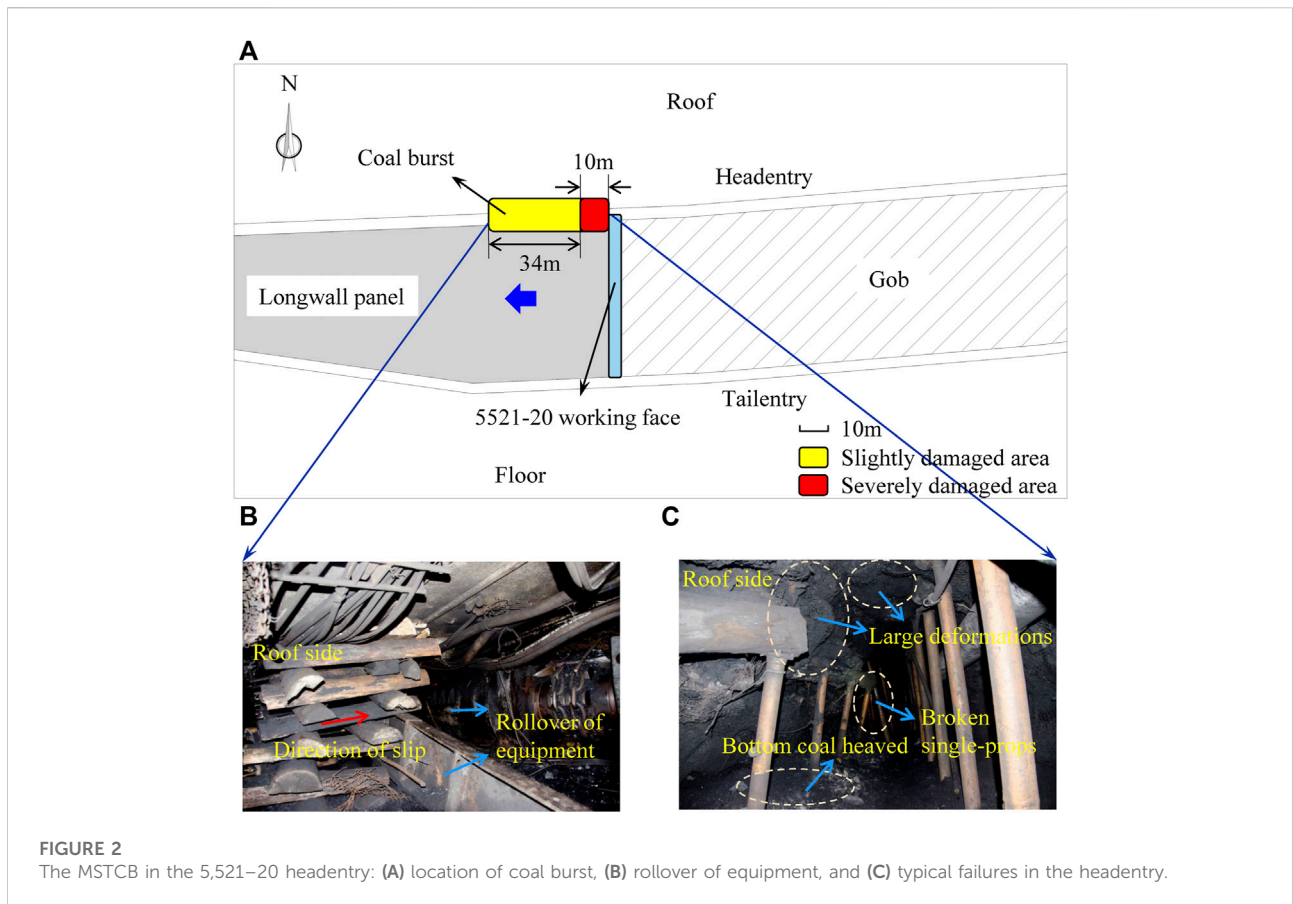 A
N
Roof
Coal burst
10m
Headentry
34m
Longwall panel
Gob
5521-20 working face
Tailentry
10m
Slightly damaged area
Floor
Severely damaged area
B
C
Roof side
Direction of slip
Rollover of
equipment
Roof side
Large deformations
Broken
single-props
Bottom coal heaved
FIGURE 2
The MSTCB in the 5,521–20 headentry: (A) location of coal burst, (B) rollover of equipment, and (C) typical failures in the headentry.